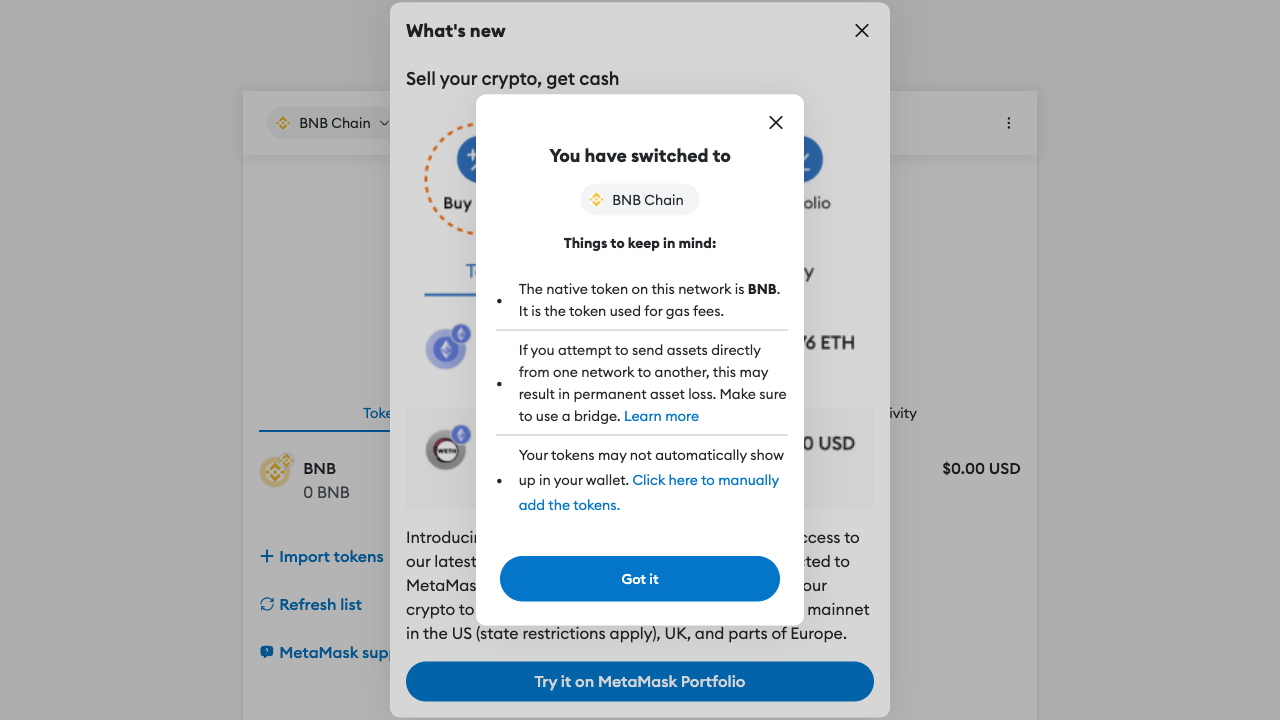 What's new
Sell your crypto, get cash
BNB Chain
You have switched to
BNB Chain
Things to keep in mind:
The native token on this network is BNB.
It is the token used for gas fees.
If you attempt to send assets directly
from one network to another, this may
result in permanent asset loss. Make sure
to use a bridge. Learn more
Your tokens may not automatically show
up in your wallet. Click here to manually
add the tokens.
Got it
Buy
olio
y
6 ETH
WETH
0 USD
Toke
ivity
BNB
0 BNB
$0.00 USD
Import tokens
Refresh list
MetaMask supp
Introducin ccess to
our latest cted to
MetaMas our
crypto to mainnet
in the US (state restrictions apply), UK, and parts of Europe.
Try it on MetaMask Portfolio